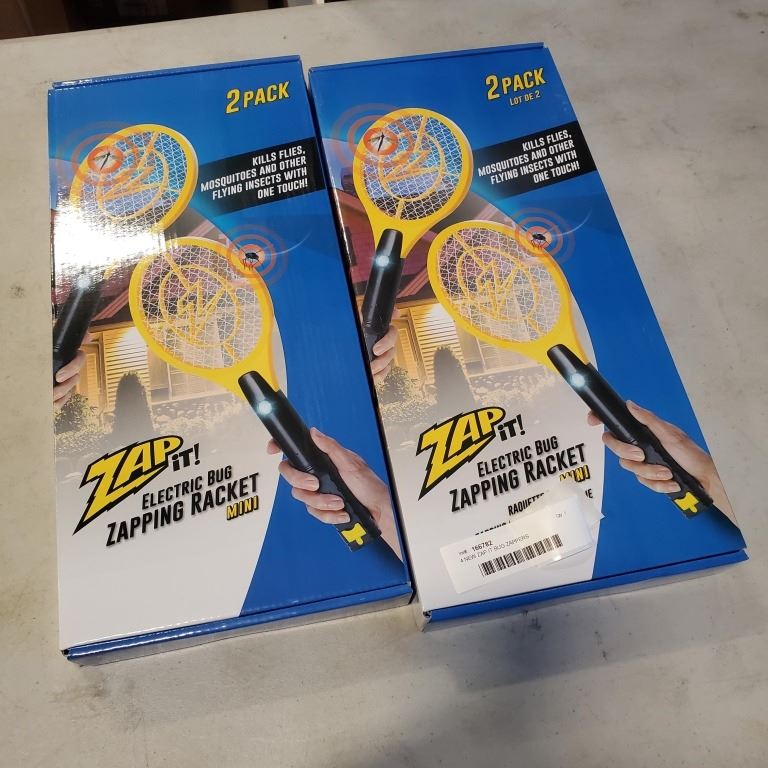 2 PACK
KILLS FLIES,
MOSQUITOES AND OTHER
FLYING INSECTS WITH
ONE TOUCH!
ZAP IT!
ELECTRIC BUG
ZAPPING RACKET
MINI
2 PACK
LOT DE 2
KILLS FLIES,
MOSQUITOES AND OTHER
FLYING INSECTS WITH
ONE TOUCH!
ZAP IT!
ELECTRIC BUG
ZAPPING RACKET
MINI
RAQUETTE
166782
4 NEW ZAP IT BUG ZAPPERS